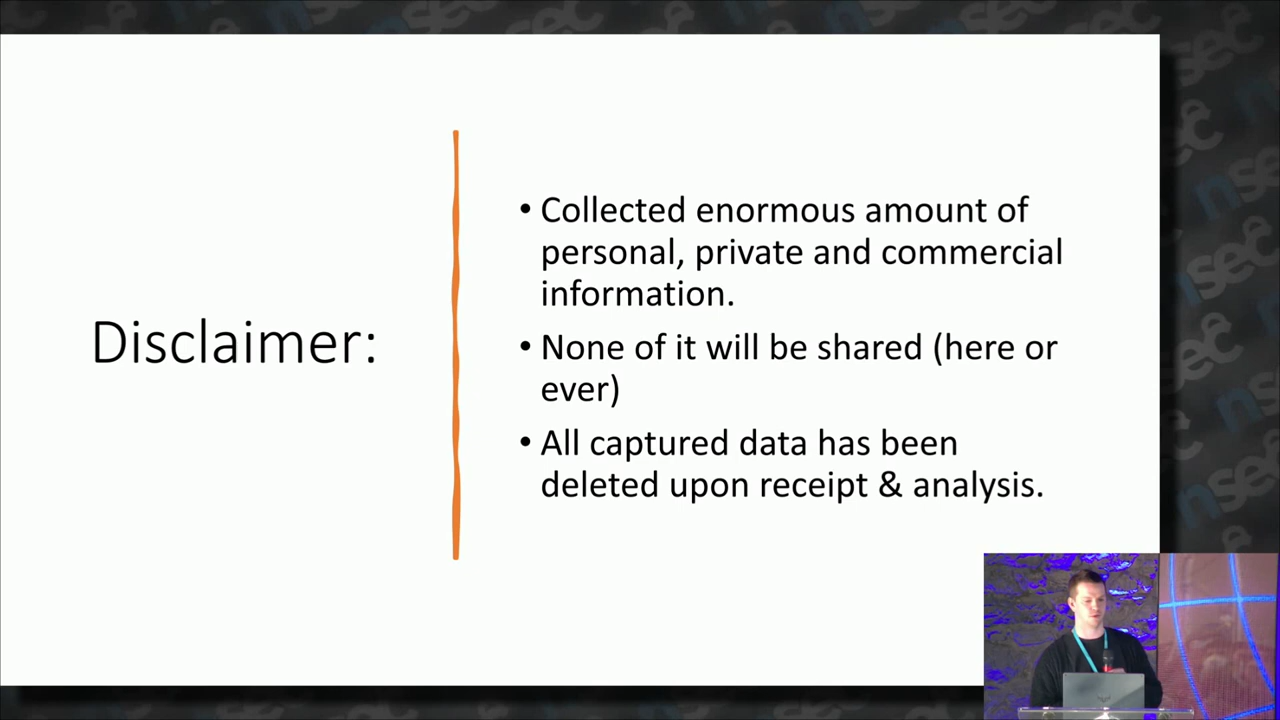 Disclaimer:
• Collected enormous amount of
personal, private and commercial
information.
• None of it will be shared (here or
ever)
• All captured data has been
deleted upon receipt & analysis.
nsec